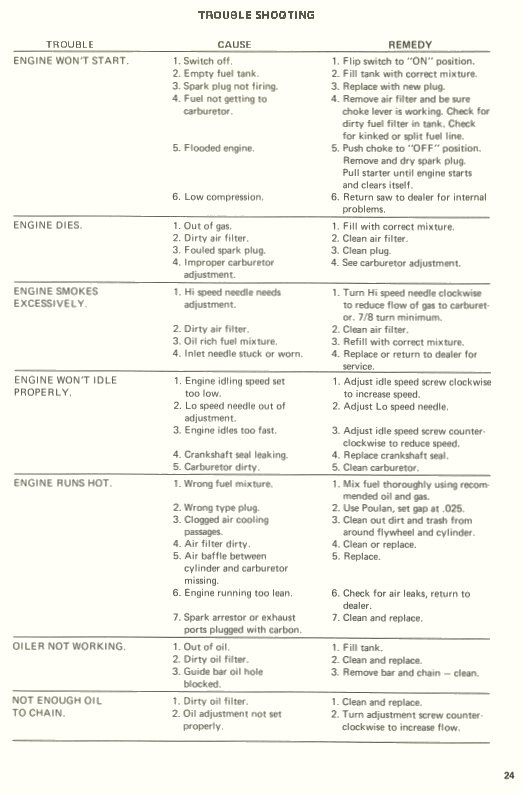 TROUBLE SHOOTING
TROUBLE CAUSE REMEDY
ENGINE WON'T START. 1. Switch off. 1. Flip switch to "ON" position.
2. Empty fuel tank. 2. Fill tank with correct mixture.
3. Spark plug not firing. 3. Replace with new plug.
4. Fuel not getting to 4. Remove air filter and be sure
carburetor. choke lever is working. Check for
dirty fuel filter in tank. Check
for kinked or split fuel line.
5. Flooded engine. 5. Push choke to "OFF" position.
Remove and dry spark plug.
Pull starter until engine starts
and clears itself.
6. Low compression. 6. Return saw to dealer for internal
problems.
ENGINE DIES. 1. Out of gas. 1. Fill with correct mixture.
2. Dirty air filter. 2. Clean air filter.
3. Fouled spark plug. 3. Clean plug.
4. Improper carburetor 4. See carburetor adjustment.
adjustment.
ENGINE SMOKES 1. Hi speed needle needs 1. Turn Hi speed needle clockwise
EXCESSIVELY. adjustment. to reduce flow of gas to carburet-
or. 7/8 turn minimum.
2. Dirty air filter. 2. Clean air filter.
3. Oil rich fuel mixture. 3. Refill with correct mixture.
4. Inlet needle stuck or worn. 4. Replace or return to dealer for
service.
ENGINE WON'T IDLE 1. Engine idling speed set 1. Adjust idle speed screw clockwise
PROPERLY. too low. to increase speed.
2. Lo speed needle out of 2. Adjust Lo speed needle.
adjustment.
3. Engine idles too fast. 3. Adjust idle speed screw counter-
clockwise to reduce speed.
4. Crankshaft seal leaking. 4. Replace crankshaft seal.
5. Carburetor dirty. 5. Clean carburetor.
ENGINE RUNS HOT. 1. Wrong fuel mixture. 1. Mix fuel thoroughly using recom-
mended oil and gas.
2. Wrong type plug. 2. Use Poulan, set gap at .025.
3. Clogged air cooling 3. Clean out dirt and trash from
passages. around flywheel and cylinder.
4. Air filter dirty. 4. Clean or replace.
5. Air baffle between 5. Replace.
cylinder and carburetor
missing.
6. Engine running too lean. 6. Check for air leaks, return to
dealer.
7. Spark arrestor or exhaust 7. Clean and replace.
ports plugged with carbon.
OILER NOT WORKING. 1. Out of oil. 1. Fill tank.
2. Dirty oil filter. 2. Clean and replace.
3. Guide bar oil hole 3. Remove bar and chain – clean.
blocked.
NOT ENOUGH OIL 1. Dirty oil filter. 1. Clean and replace.
TO CHAIN. 2. Oil adjustment not set 2. Turn adjustment screw counter-
properly. clockwise to increase flow.
24